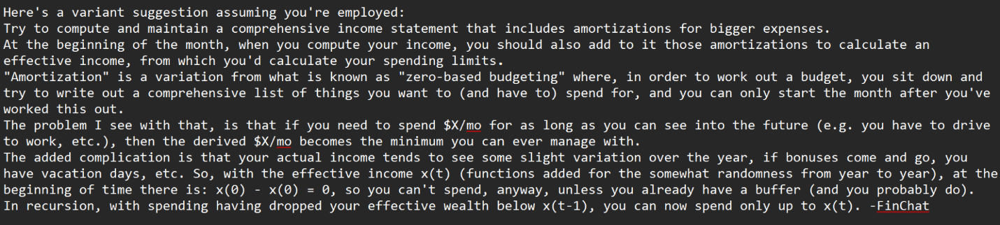 Here's a variant suggestion assuming you're employed:
Try to compute and maintain a comprehensive income statement that includes amortizations for bigger expenses.
At the beginning of the month, when you compute your income, you should also add to it those amortizations to calculate an
effective income, from which you'd calculate your spending limits.
"Amortization" is a variation from what is known as "zero-based budgeting" where, in order to work out a budget, you sit down and
try to write out a comprehensive list of things you want to (and have to) spend for, and you can only start the month after you've
worked this out.
The problem I see with that, is that if you need to spend $X/mo for as long as you can see into the future (e.g. you have to drive
to work, etc.), then the derived $X/mo becomes the minimum you can ever manage with.
The added complication is that your actual income tends to see some slight variation over the year, if bonuses come and go, you
have vacation days, etc. So, with the effective income x(t) (functions added for the somewhat randomness from year to year), at the
beginning of time there is: x(0) - x(0) = 0, so you can't spend, anyway, unless you already have a buffer (and you probably do).
In recursion, with spending having dropped your effective wealth below x(t-1), you can now spend only up to x(t). -FinChat